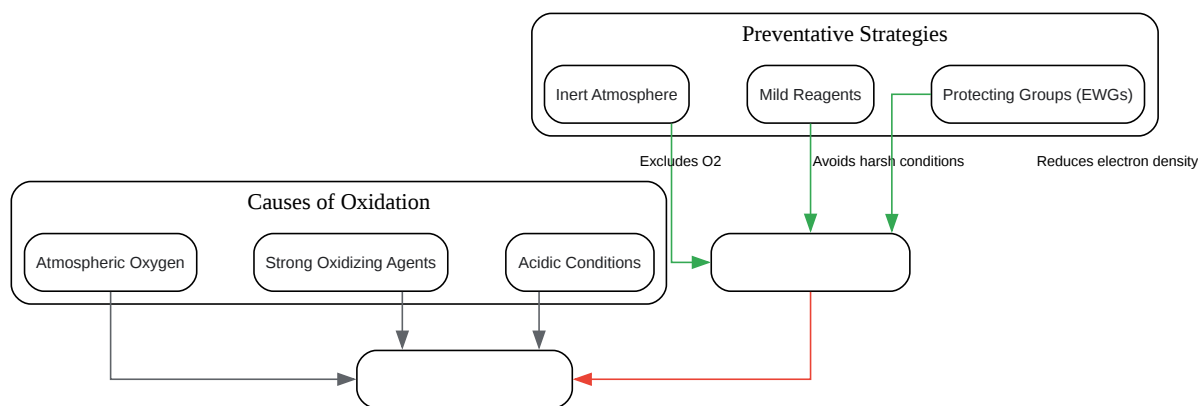 Preventative Strategies
Inert Atmosphere
Mild Reagents
Protecting Groups (EWGs)
Excludes O2
Avoids harsh conditions
Reduces electron density
Causes of Oxidation
Atmospheric Oxygen
Strong Oxidizing Agents
Acidic Conditions